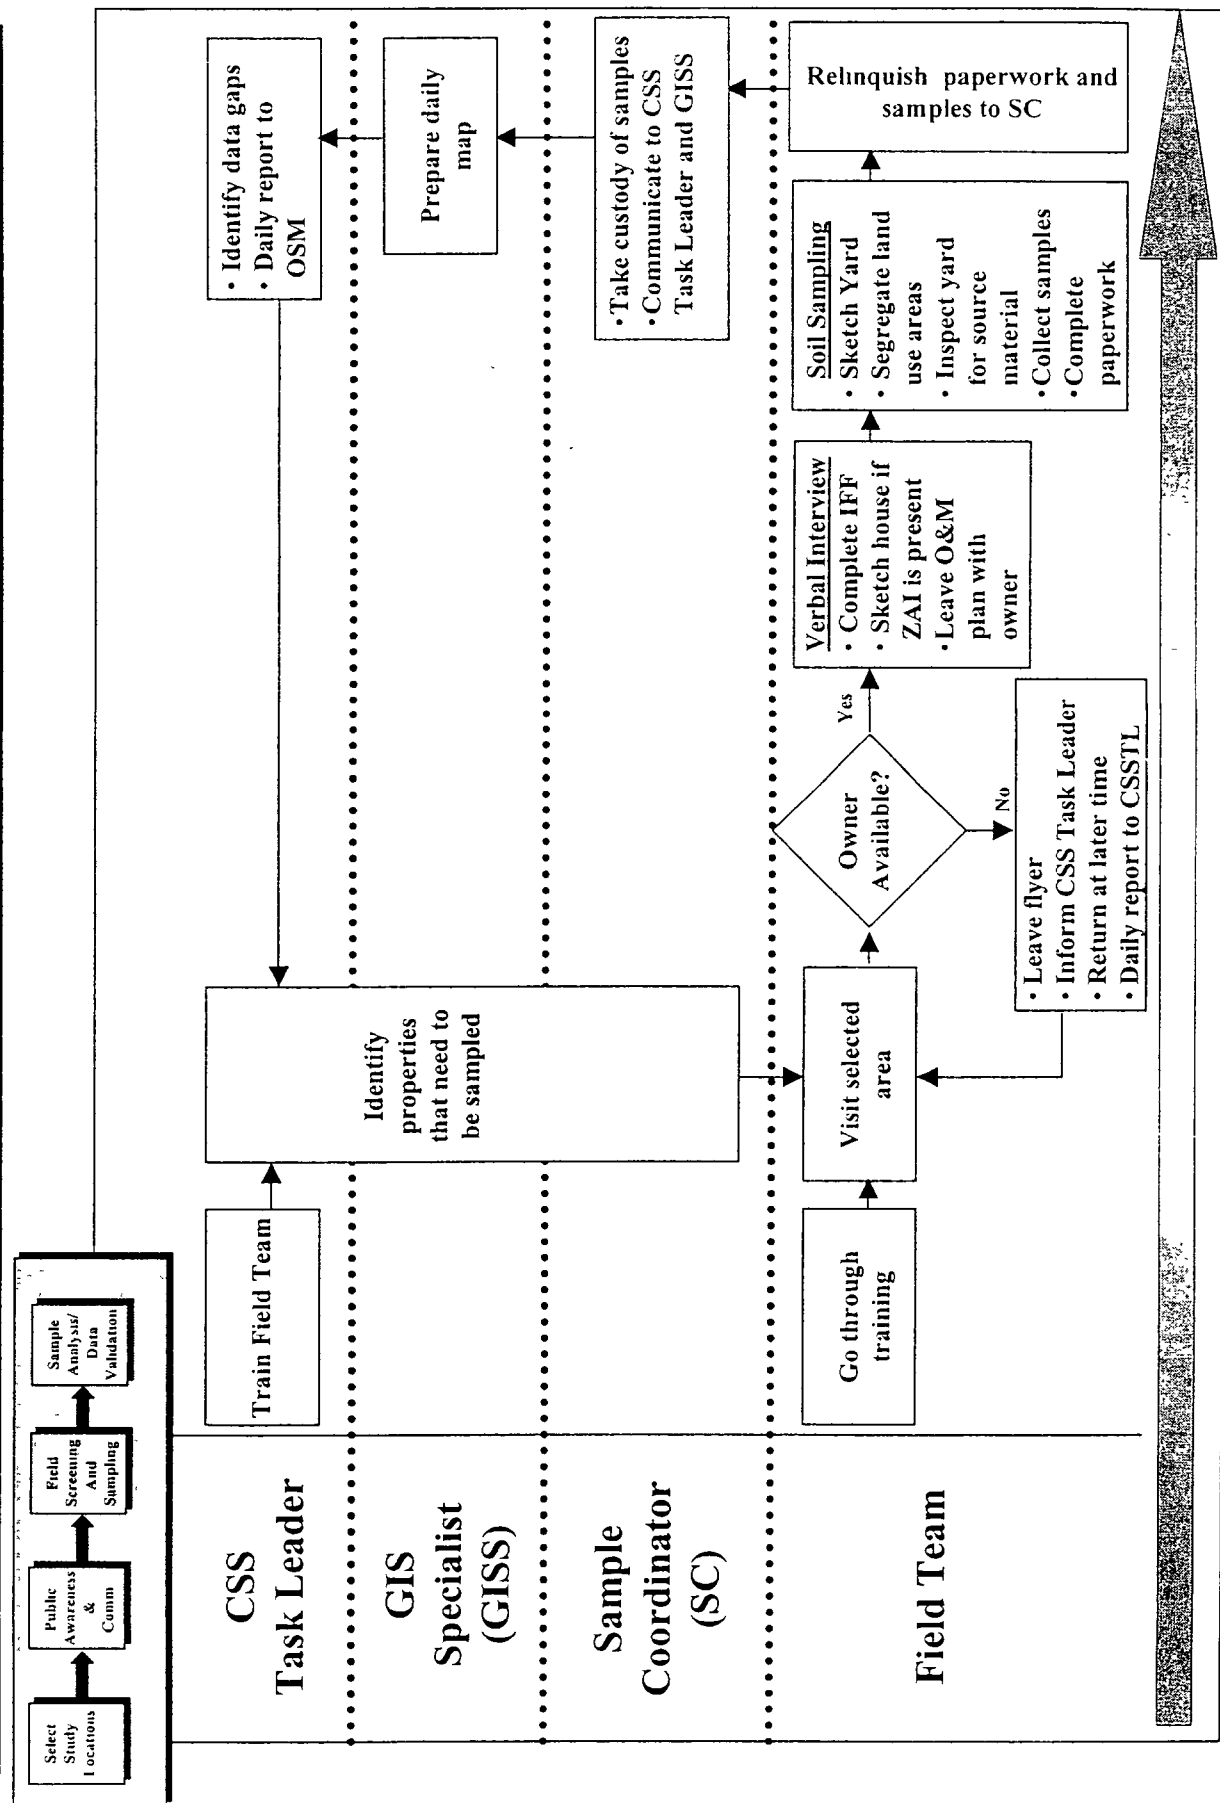 Select
Study
Locations
Public
Awareness
&
Comm
Field
Screening
And
Sampling
Sample
Analysis/
Data
Validation
CSS
Task Leader
Train Field Team
Identify
properties
that need to
be sampled
• Identify data gaps
• Daily report to
OSM
GIS
Specialist
(GISS)
Prepare daily
map
Sample
Coordinator
(SC)
• Take custody of samples
• Communicate to CSS
Task Leader and GISS
Field Team
Go through
training
Visit selected
area
Owner
Available?
Yes
No
• Leave flyer
• Inform CSS Task Leader
• Return at later time
• Daily report to CSSTL
Verbal Interview
• Complete IFF
• Sketch house if
ZAI is present
• Leave O&M
plan with
owner
Soil Sampling
• Sketch Yard
• Segregate land
use areas
• Inspect yard
for source
material
• Collect samples
• Complete
paperwork
Relinquish paperwork and
samples to SC